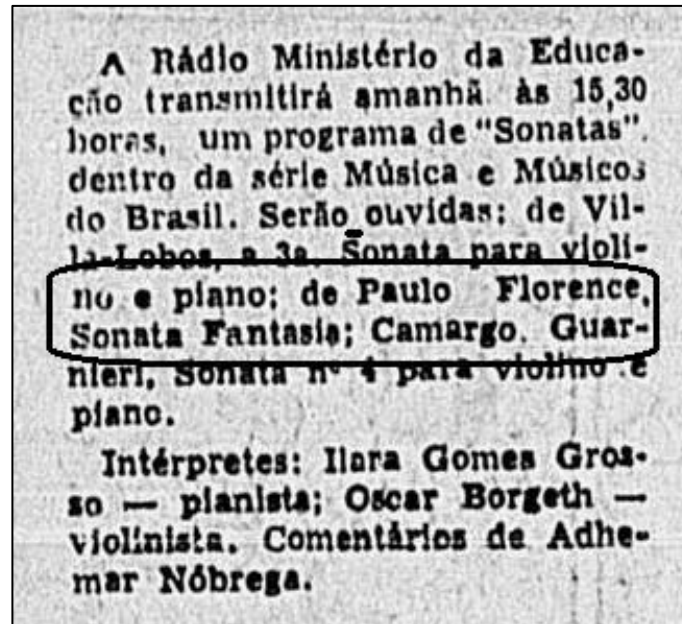 A Rádio Ministério da Educa-
ção transmitirá amanhã às 15,30
horas, um programa de "Sonatas".
dentro da série Música e Músicos
do Brasil. Serão ouvidas: de Vil-
la-Lobos, a 3a. Sonata para violi-
no e piano; de Paulo Florence,
Sonata Fantasia; Camargo. Guar-
nieri, Sonata nº 4 para violino e
piano.
Intérpretes: Ilara Gomes Gros-
so — pianista; Oscar Borgeth —
violinista. Comentários de Adhe-
mar Nóbrega.